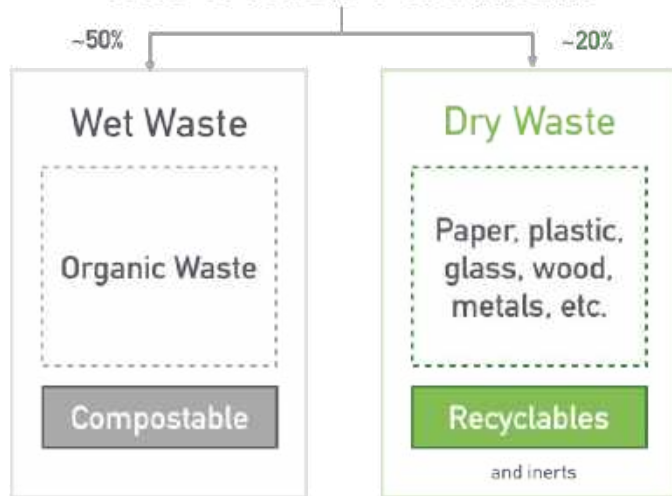 ~50%
~20%
Wet Waste
Organic Waste
Compostable
Dry Waste
Paper, plastic,
glass, wood,
metals, etc.
Recyclables
and inerts